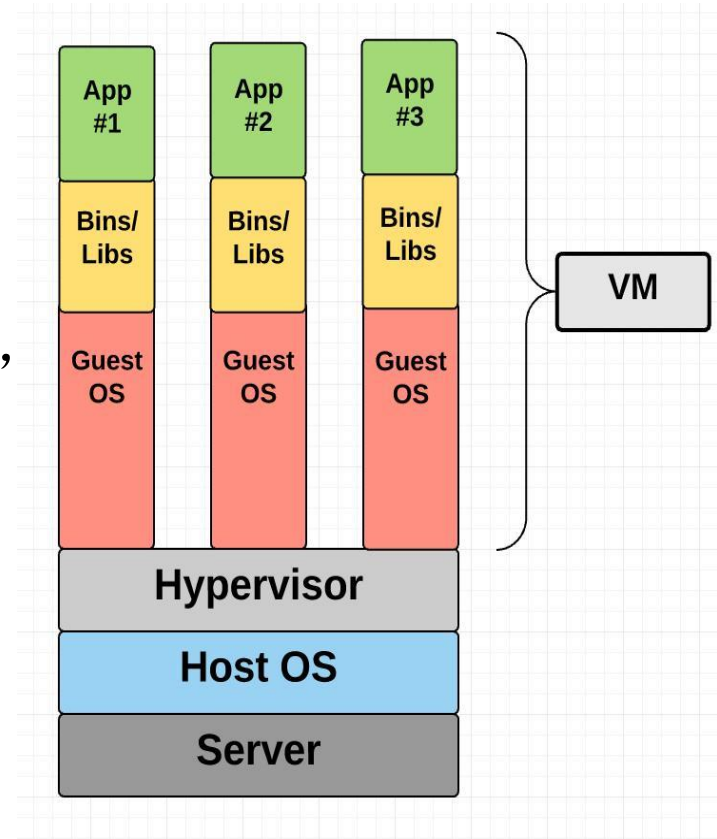 App
#1
App
#2
App
#3
Bins/
Libs
Bins/
Libs
Bins/
Libs
VM
,
Guest
OS
Guest
OS
Guest
OS
Hypervisor
Host OS
Server